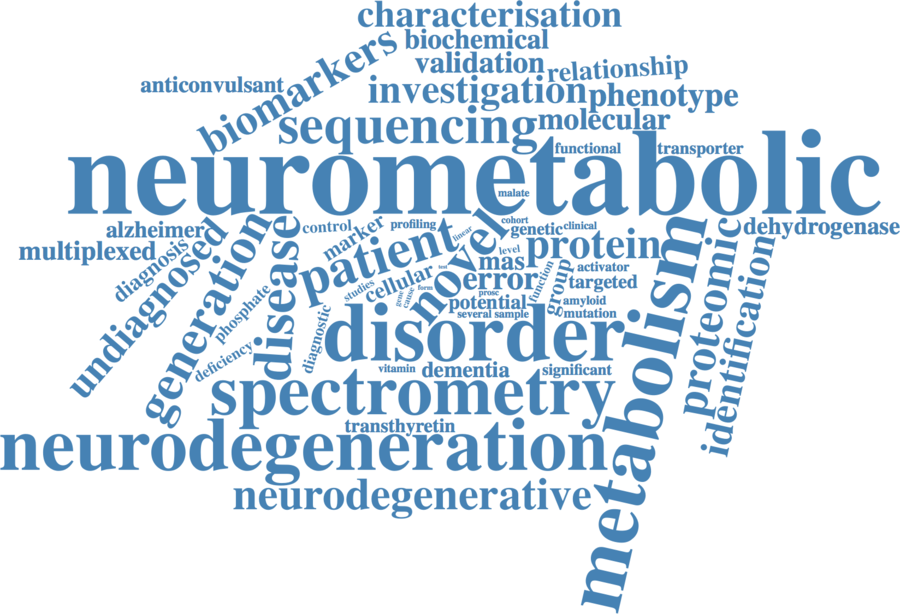 characterisation
biochemical
biomarkers
validation
relationship
anticonvulsant
investigation
phenotype
sequencing
molecular
functional
transporter
neurometabolic
malate
alzheimer
multiplexed
diagnosis
undiagnosed
generation
phosphate
deficiency
disease
control
marker
profiling
patient
linear
cohort
genetic
clinical
novel
level
mas
protein
error
test
studies
cellular
gene
cause
form
prosc
potential
several sample
function
group
activator
targeted
amyloid
mutation
diagnostic
disorder
vitamin
dementia
significant
spectrometry
transthyretin
neurodegeneration
neurodegenerative
metabolism
proteomic
identification
dehydrogenase